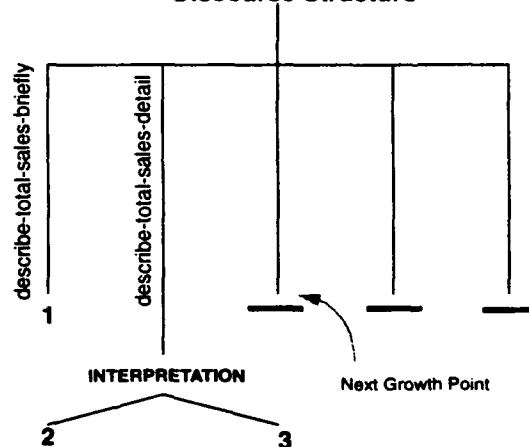 Discourse Structure
describe-total-sales-briefly
describe-total-sales-detail
1
INTERPRETATION
Next Growth Point
2
3